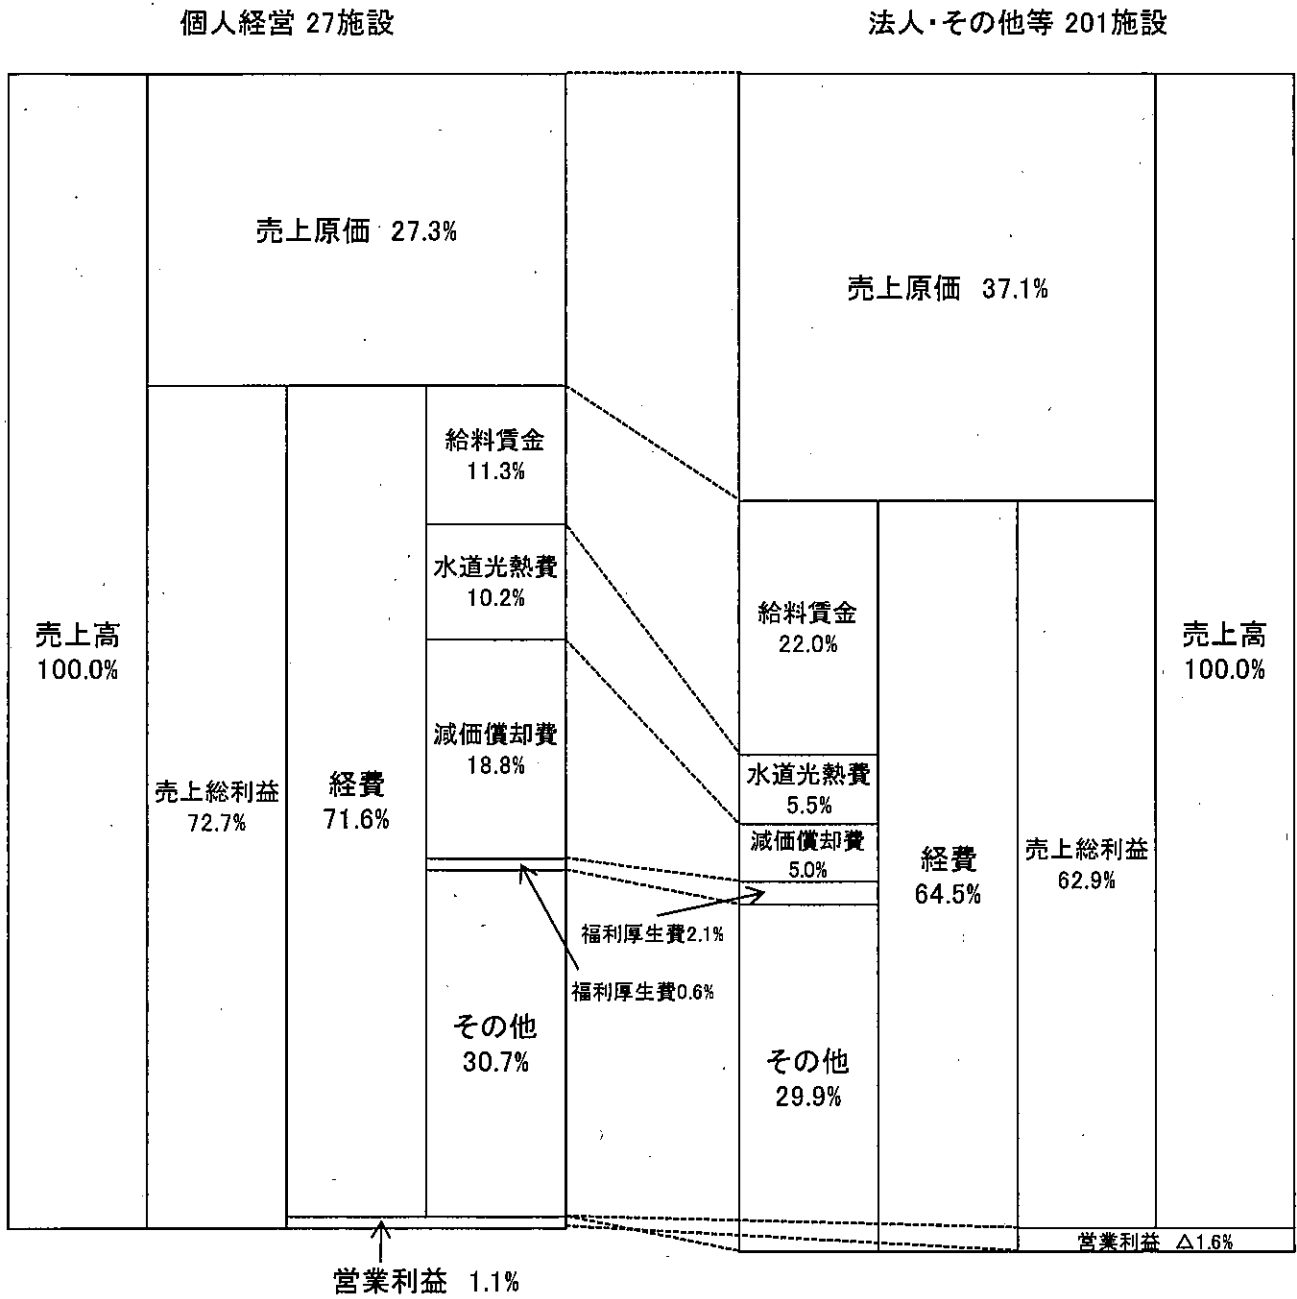 個人経営 27施設
法人・その他等 201施設
売上原価 27.3%
売上原価 37.1%
給料賃金
11.3%
水道光熱費
10.2%
減価償却費
18.8%
売上高
100.0%
売上総利益
72.7%
経費
71.6%
その他
30.7%
営業利益 1.1%
福利厚生費2.1%
福利厚生費0.6%
給料賃金
22.0%
水道光熱費
5.5%
減価償却費
5.0%
その他
29.9%
経費
64.5%
売上総利益
62.9%
売上高
100.0%
営業利益 △1.6%